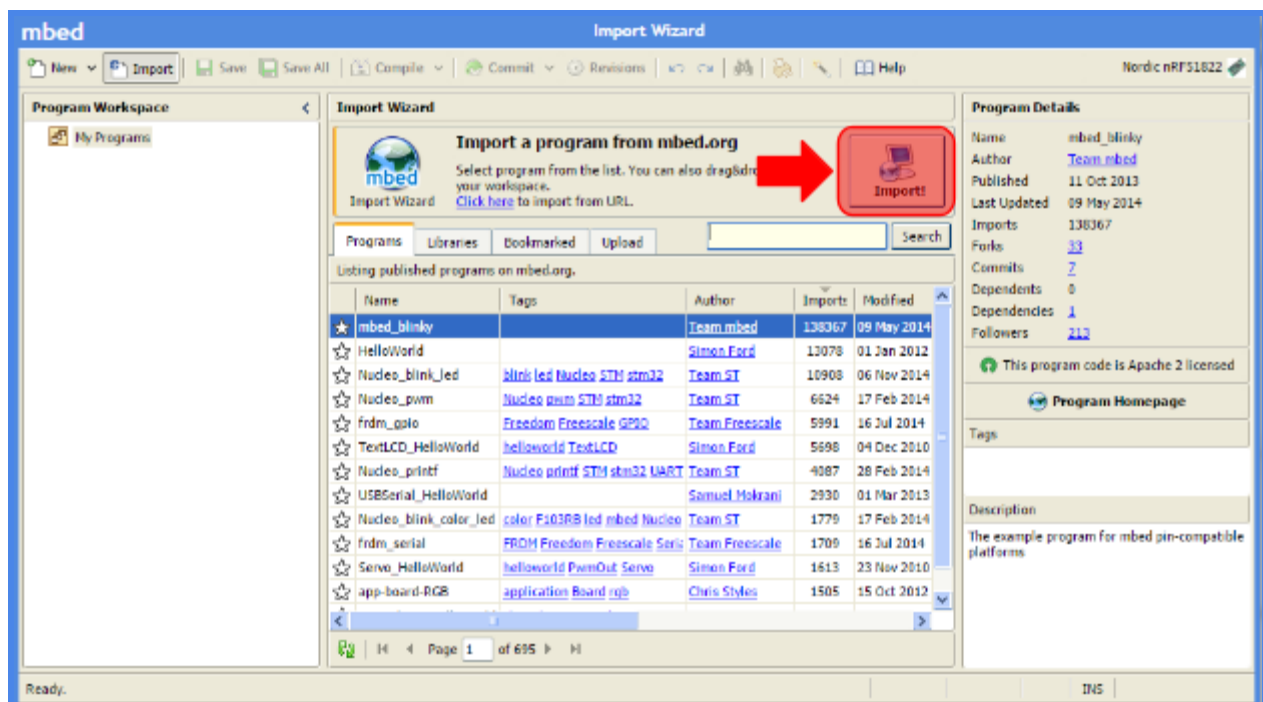 mbed Import Wizard
New Import Save Save All Compile Commit Revisions Help Nordic nRF51822
Program Workspace
My Programs
Import Wizard
mbed
Import Wizard
Import a program from mbed.org
Select program from the list. You can also drag&dro
your workspace.
Click here to import from URL.
Import!
Programs Libraries Bookmarked Upload Search
Listing published programs on mbed.org.
Name Tags Author Imports Modified
mbed_blinky Team mbed 138367 09 May 2014
HelloWorld Simon Ford 13078 01 Jan 2012
Nucleo_blink_led blink led Nucleo STM stm32 Team ST 10908 06 Nov 2014
Nucleo_pwm Nucleo pwm STM stm32 Team ST 6624 17 Feb 2014
frdm_gpio Freedom Freescale GPIO Team Freescale 5991 16 Jul 2014
TextLCD_HelloWorld helloworld TextLCD Simon Ford 5698 04 Dec 2010
Nucleo_printf Nucleo printf STM stm32 UART Team ST 4087 28 Feb 2014
USBSerial_HelloWorld Samuel Mokrani 2930 01 Mar 2013
Nucleo_blink_color_led color F103RB led mbed Nucleo Team ST 1779 17 Feb 2014
frdm_serial FRDM Freedom Freescale Seria Team Freescale 1709 16 Jul 2014
Servo_HelloWorld helloworld PwmOut Servo Simon Ford 1613 23 Nov 2010
app-board-RGB application Board rgb Chris Styles 1505 15 Oct 2012
Page 1 of 695
Program Details
Name mbed_blinky
Author Team mbed
Published 11 Oct 2013
Last Updated 09 May 2014
Imports 138367
Forks 33
Commits 7
Dependents 0
Dependencies 1
Followers 213
This program code is Apache 2 licensed
Program Homepage
Tags
Description
The example program for mbed pin-compatible
platforms
Ready. INS